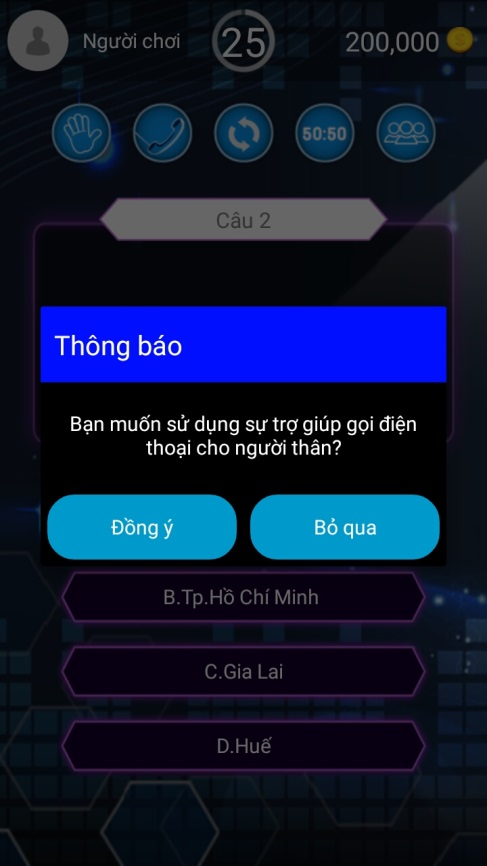 Người chơi
25
200,000
50:50
Câu 2
Thông báo
Bạn muốn sử dụng sự trợ giúp gọi điện
thoại cho người thân?
Đồng ý
Bỏ qua
B.Tp.Hồ Chí Minh
C.Gia Lai
D.Huế